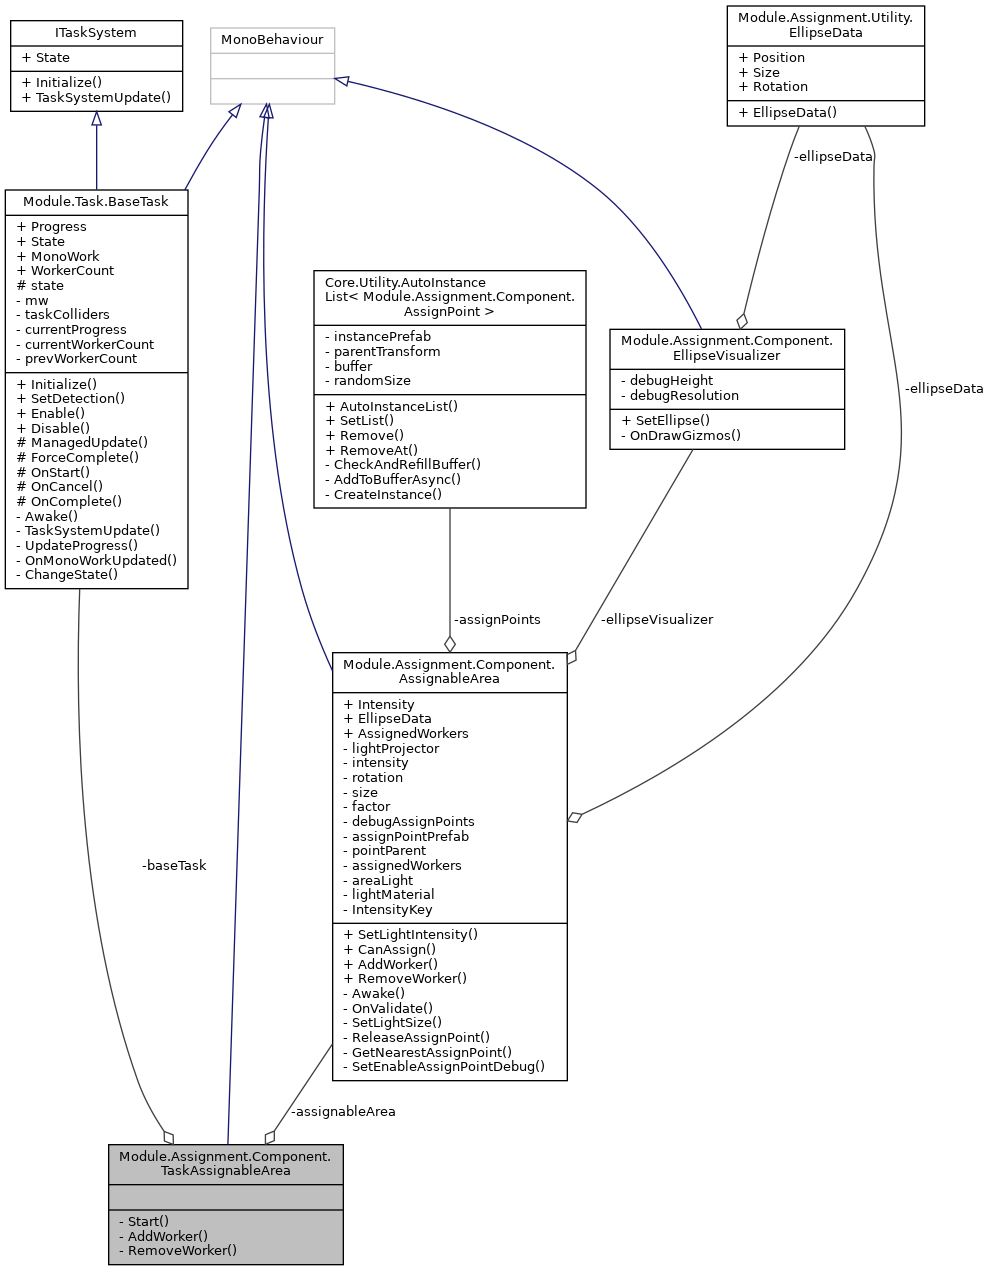 ITaskSystem
+ State
+ Initialize()
+ TaskSystemUpdate()
MonoBehaviour
Module.Assignment.Utility.
EllipseData
+ Position
+ Size
+ Rotation
+ EllipseData()
-ellipseData
Module.Task.BaseTask
+ Progress
+ State
+ MonoWork
+ WorkerCount
# state
- mw
- taskColliders
- currentProgress
- currentWorkerCount
- prevWorkerCount
+ Initialize()
+ SetDetection()
+ Enable()
+ Disable()
# ManagedUpdate()
# ForceComplete()
# OnStart()
# OnCancel()
# OnComplete()
- Awake()
- TaskSystemUpdate()
- UpdateProgress()
- OnMonoWorkUpdated()
- ChangeState()
Core.Utility.AutoInstance
List< Module.Assignment.Component.
AssignPoint >
- instancePrefab
- parentTransform
- buffer
- randomSize
+ AutoInstanceList()
+ SetList()
+ Remove()
+ RemoveAt()
- CheckAndRefillBuffer()
- AddToBufferAsync()
- CreateInstance()
Module.Assignment.Component.
EllipseVisualizer
- debugHeight
- debugResolution
+ SetEllipse()
- OnDrawGizmos()
-ellipseData
-assignPoints
-ellipseVisualizer
Module.Assignment.Component.
AssignableArea
+ Intensity
+ EllipseData
+ AssignedWorkers
- lightProjector
- intensity
- rotation
- size
- factor
- debugAssignPoints
- assignPointPrefab
- pointParent
- assignedWorkers
- areaLight
- lightMaterial
- IntensityKey
+ SetLightIntensity()
+ CanAssign()
+ AddWorker()
+ RemoveWorker()
- Awake()
- OnValidate()
- SetLightSize()
- ReleaseAssignPoint()
- GetNearestAssignPoint()
- SetEnableAssignPointDebug()
-baseTask
-assignableArea
Module.Assignment.Component.
TaskAssignableArea
- Start()
- AddWorker()
- RemoveWorker()